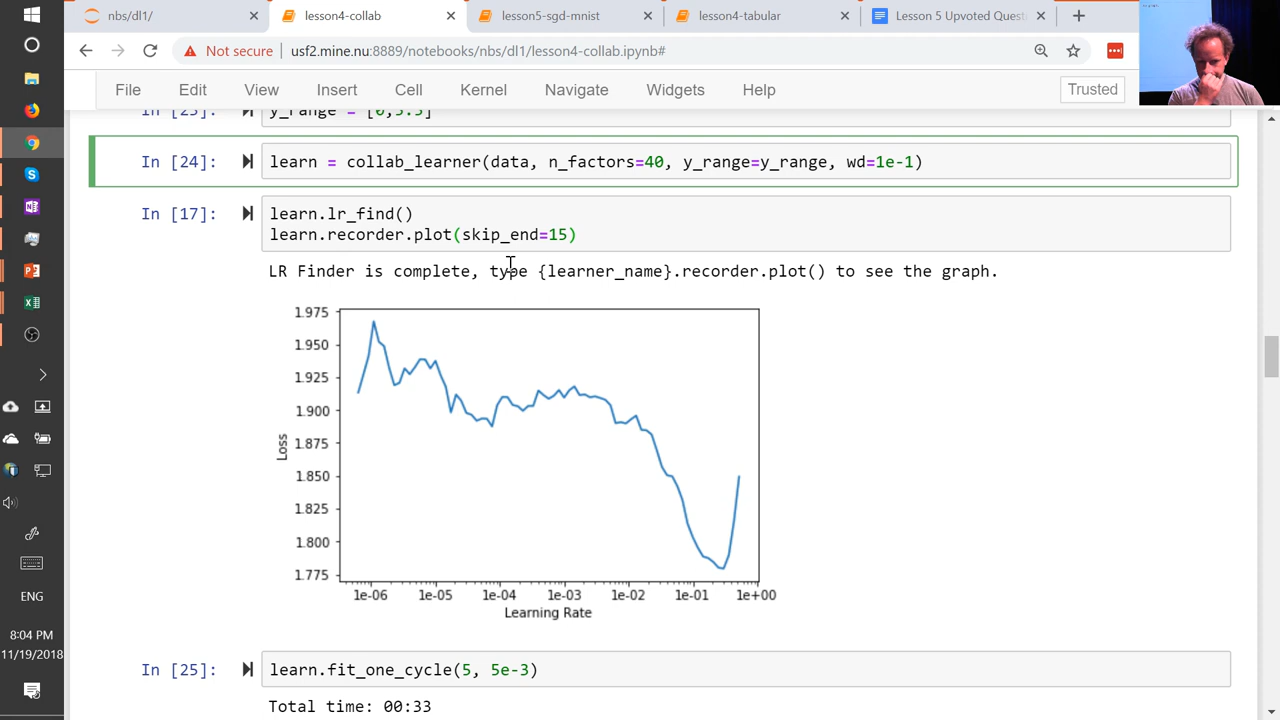 nbs/dl1/
lesson4-collab
lesson5-sgd-mnist
lesson4-tabular
Lesson 5 Upvoted Quest
Not secure
usf2.mine.nu:8889/notebooks/nbs/dl1/lesson4-collab.ipynb#
File Edit View Insert Cell Kernel Navigate Widgets Help
Trusted
In [23]: y_range = [0,5.5]
In [24]: learn = collab_learner(data, n_factors=40, y_range=y_range, wd=1e-1)
In [17]: learn.lr_find()
learn.recorder.plot(skip_end=15)
LR Finder is complete, type {learner_name}.recorder.plot() to see the graph.
1.975
1.950
1.925
1.900
1.875
1.850
1.825
1.800
1.775
Loss
1e-06 1e-05 1e-04 1e-03 1e-02 1e-01 1e+00
Learning Rate
In [25]: learn.fit_one_cycle(5, 5e-3)
Total time: 00:33
ENG
8:04 PM
11/19/2018